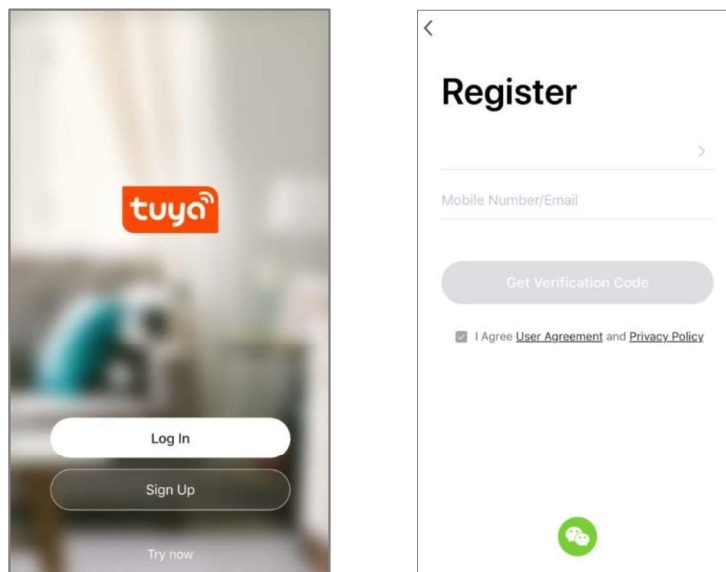 tuya
Log In
Sign Up
Try now
Register
Mobile Number/Email
Get Verification Code
I Agree User Agreement and Privacy Policy